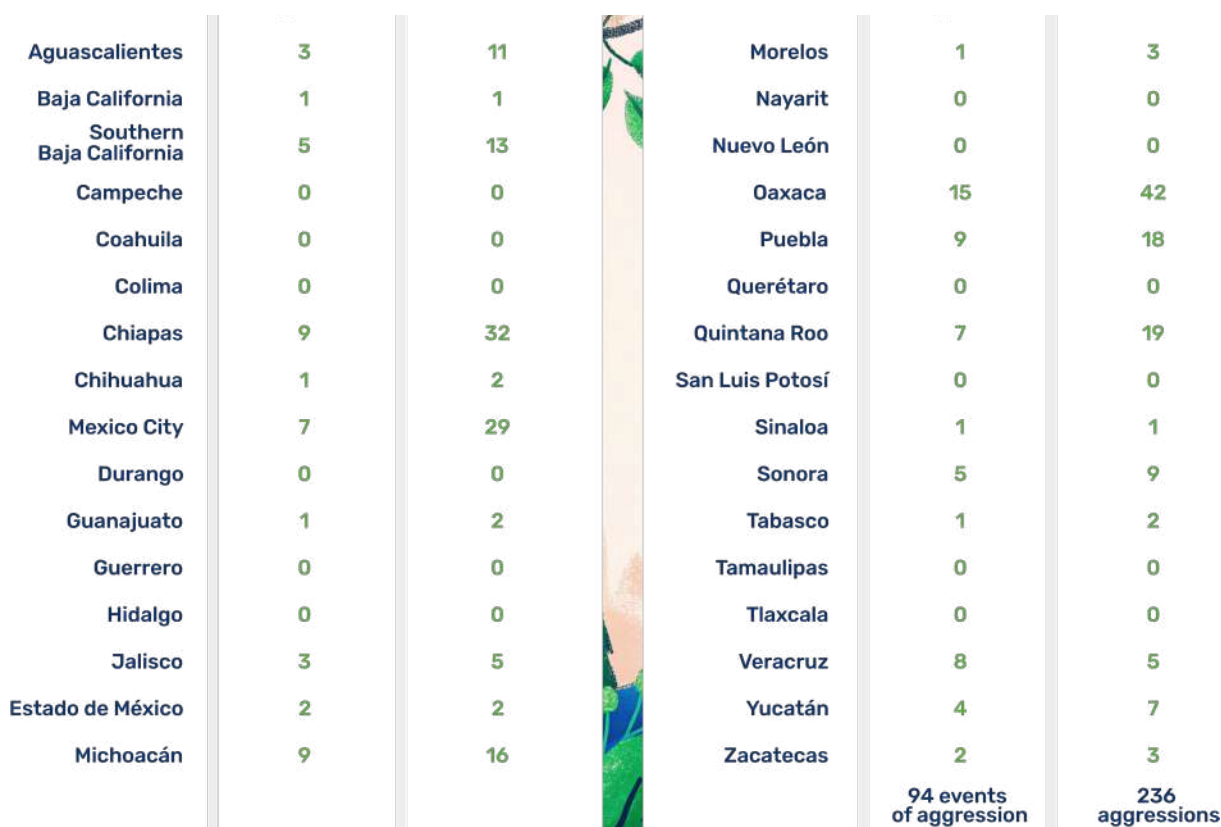 Aguascalientes 3 11
Baja California 1 1
Southern
Baja California 5 13
Campeche 0 0
Coahuila 0 0
Colima 0 0
Chiapas 9 32
Chihuahua 1 2
Mexico City 7 29
Durango 0 0
Guanajuato 1 2
Guerrero 0 0
Hidalgo 0 0
Jalisco 3 5
Estado de México 2 2
Michoacán 9 16
Morelos 1 3
Nayarit 0 0
Nuevo León 0 0
Oaxaca 15 42
Puebla 9 18
Querétaro 0 0
Quintana Roo 7 19
San Luis Potosí 0 0
Sinaloa 1 1
Sonora 5 9
Tabasco 1 2
Tamaulipas 0 0
Tlaxcala 0 0
Veracruz 8 5
Yucatán 4 7
Zacatecas 2 3
94 events 236
of aggression aggressions